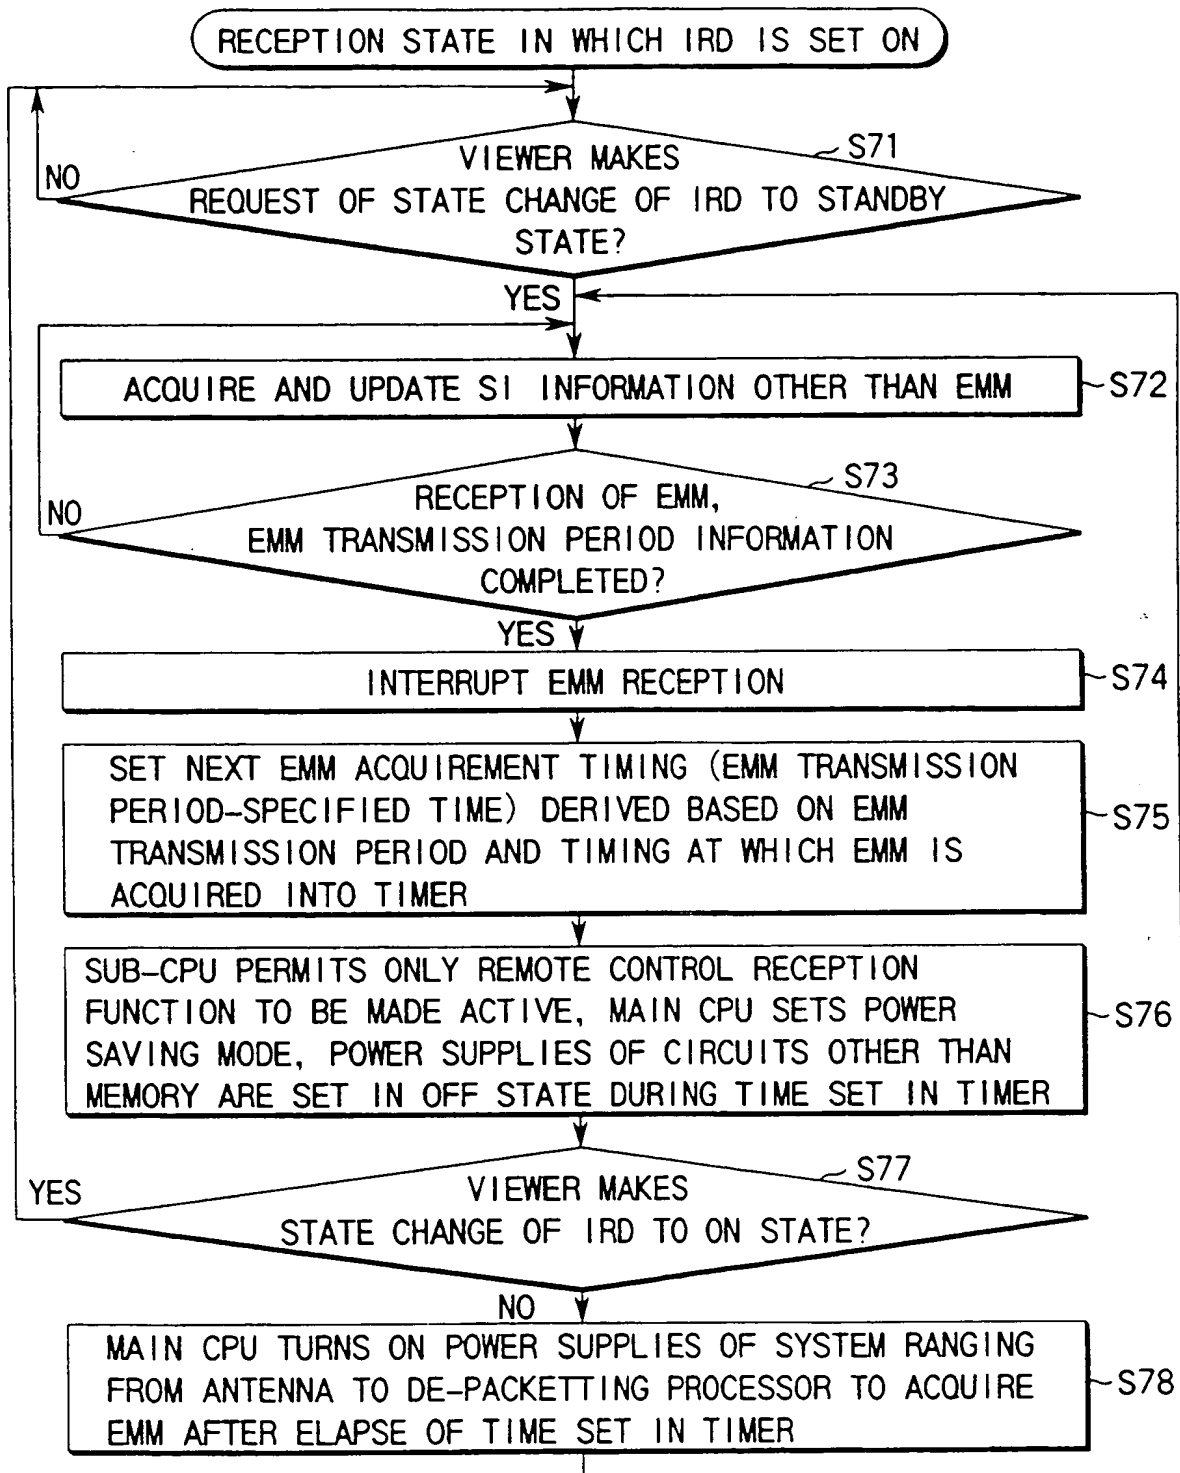 RECEPTION STATE IN WHICH IRD IS SET ON
S71
VIEWER MAKES
NO
REQUEST OF STATE CHANGE OF IRD TO STANDBY
STATE?
YES
ACQUIRE AND UPDATE SI INFORMATION OTHER THAN EMM
S72
S73
RECEPTION OF EMM,
NO
EMM TRANSMISSION PERIOD INFORMATION
COMPLETED?
YES
INTERRUPT EMM RECEPTION
S74
SET NEXT EMM ACQUIREMENT TIMING (EMM TRANSMISSION
PERIOD-SPECIFIED TIME) DERIVED BASED ON EMM
TRANSMISSION PERIOD AND TIMING AT WHICH EMM IS
ACQUIRED INTO TIMER
S75
SUB-CPU PERMITS ONLY REMOTE CONTROL RECEPTION
FUNCTION TO BE MADE ACTIVE, MAIN CPU SETS POWER
SAVING MODE, POWER SUPPLIES OF CIRCUITS OTHER THAN
MEMORY ARE SET IN OFF STATE DURING TIME SET IN TIMER
S76
S77
YES
VIEWER MAKES
STATE CHANGE OF IRD TO ON STATE?
NO
MAIN CPU TURNS ON POWER SUPPLIES OF SYSTEM RANGING
FROM ANTENNA TO DE-PACKETTING PROCESSOR TO ACQUIRE
EMM AFTER ELAPSE OF TIME SET IN TIMER
S78